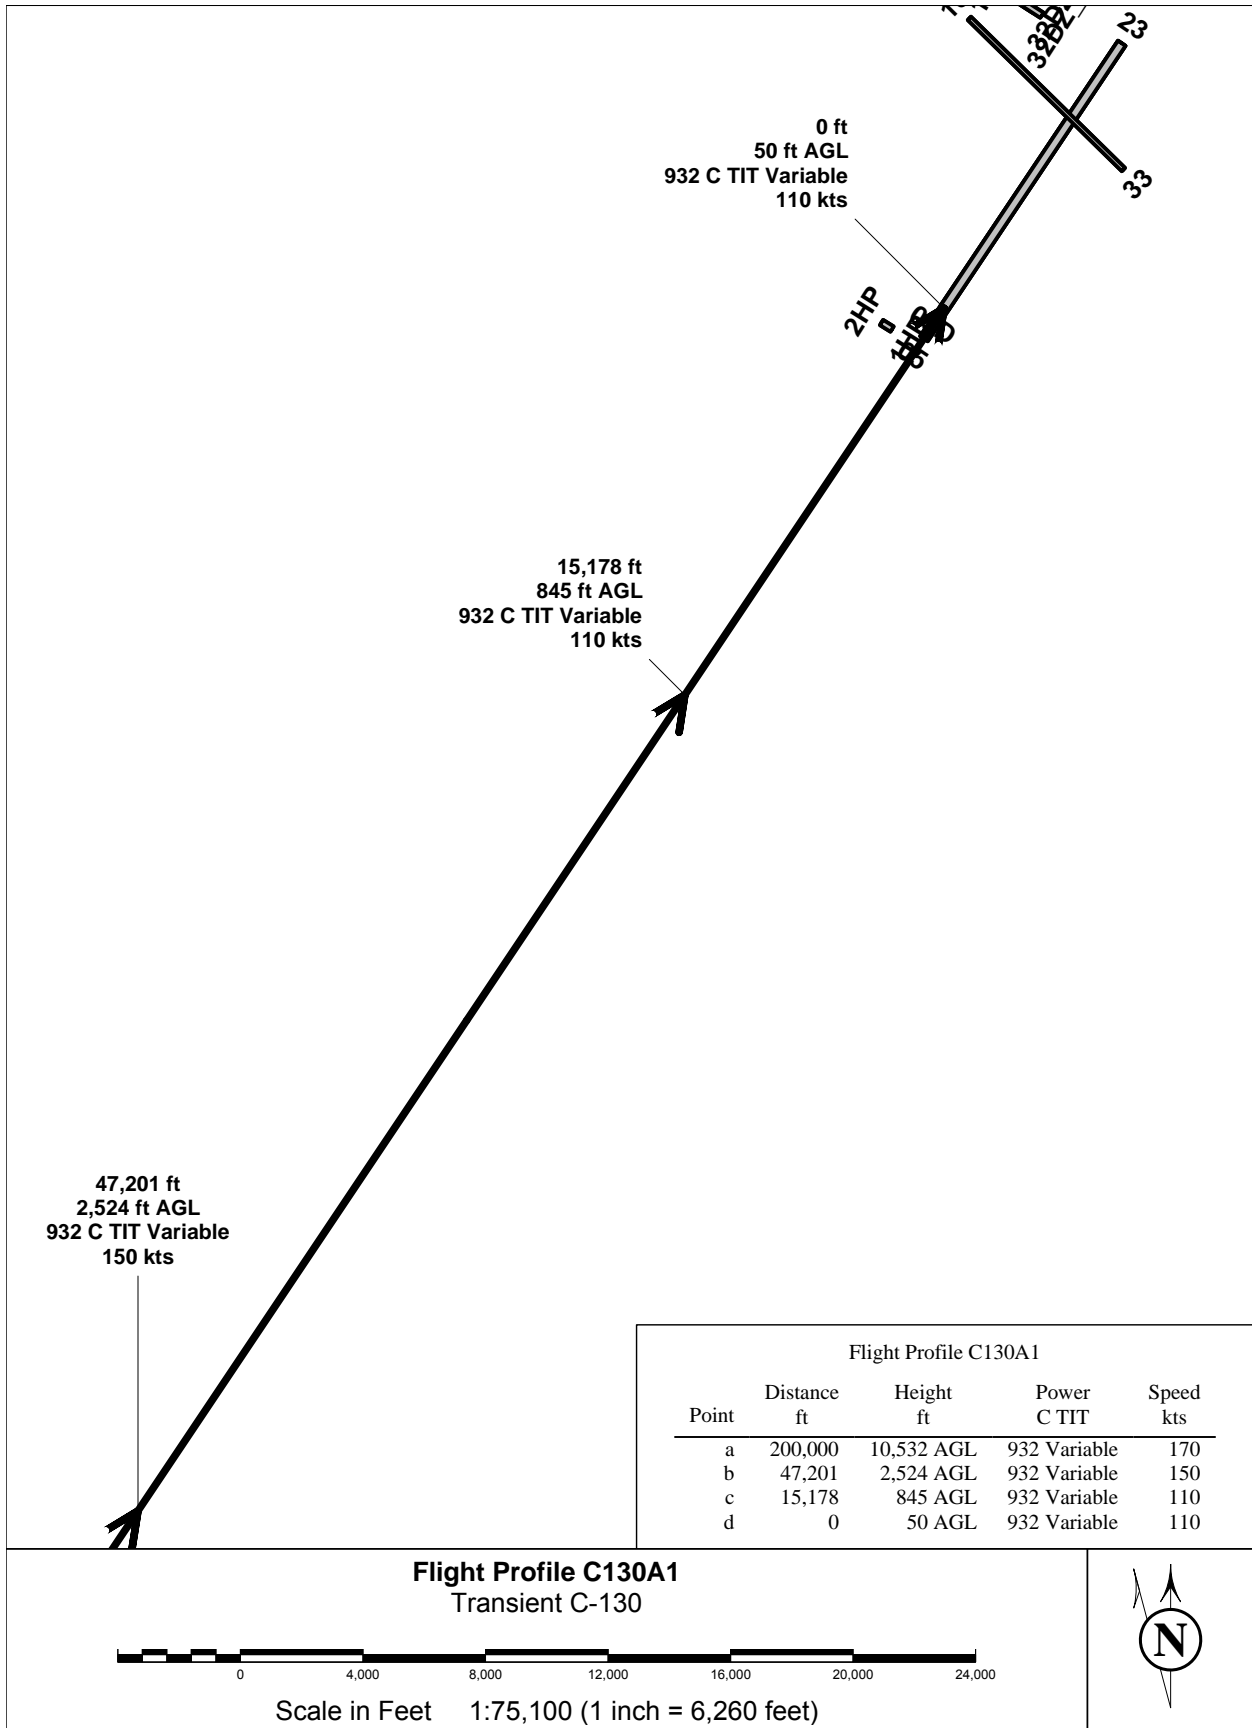 23
33
0 ft
50 ft AGL
932 C TIT Variable
110 kts
2HP
15,178 ft
845 ft AGL
932 C TIT Variable
110 kts
47,201 ft
2,524 ft AGL
932 C TIT Variable
150 kts
Flight Profile C130A1
Point Distance ft Height ft Power C TIT Speed kts
a 200,000 10,532 AGL 932 Variable 170
b 47,201 2,524 AGL 932 Variable 150
c 15,178 845 AGL 932 Variable 110
d 0 50 AGL 932 Variable 110
Flight Profile C130A1
Transient C-130
0 4,000 8,000 12,000 16,000 20,000 24,000
Scale in Feet 1:75,100 (1 inch = 6,260 feet)
N